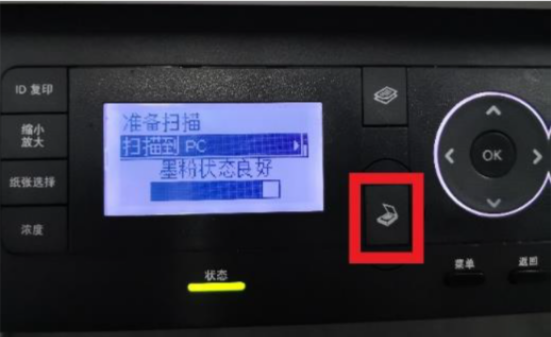 ID 复印
缩小
放大
纸张选择
浓度
准备扫描
扫描到 PC
墨粉状态良好
状态
OK
菜单
返回